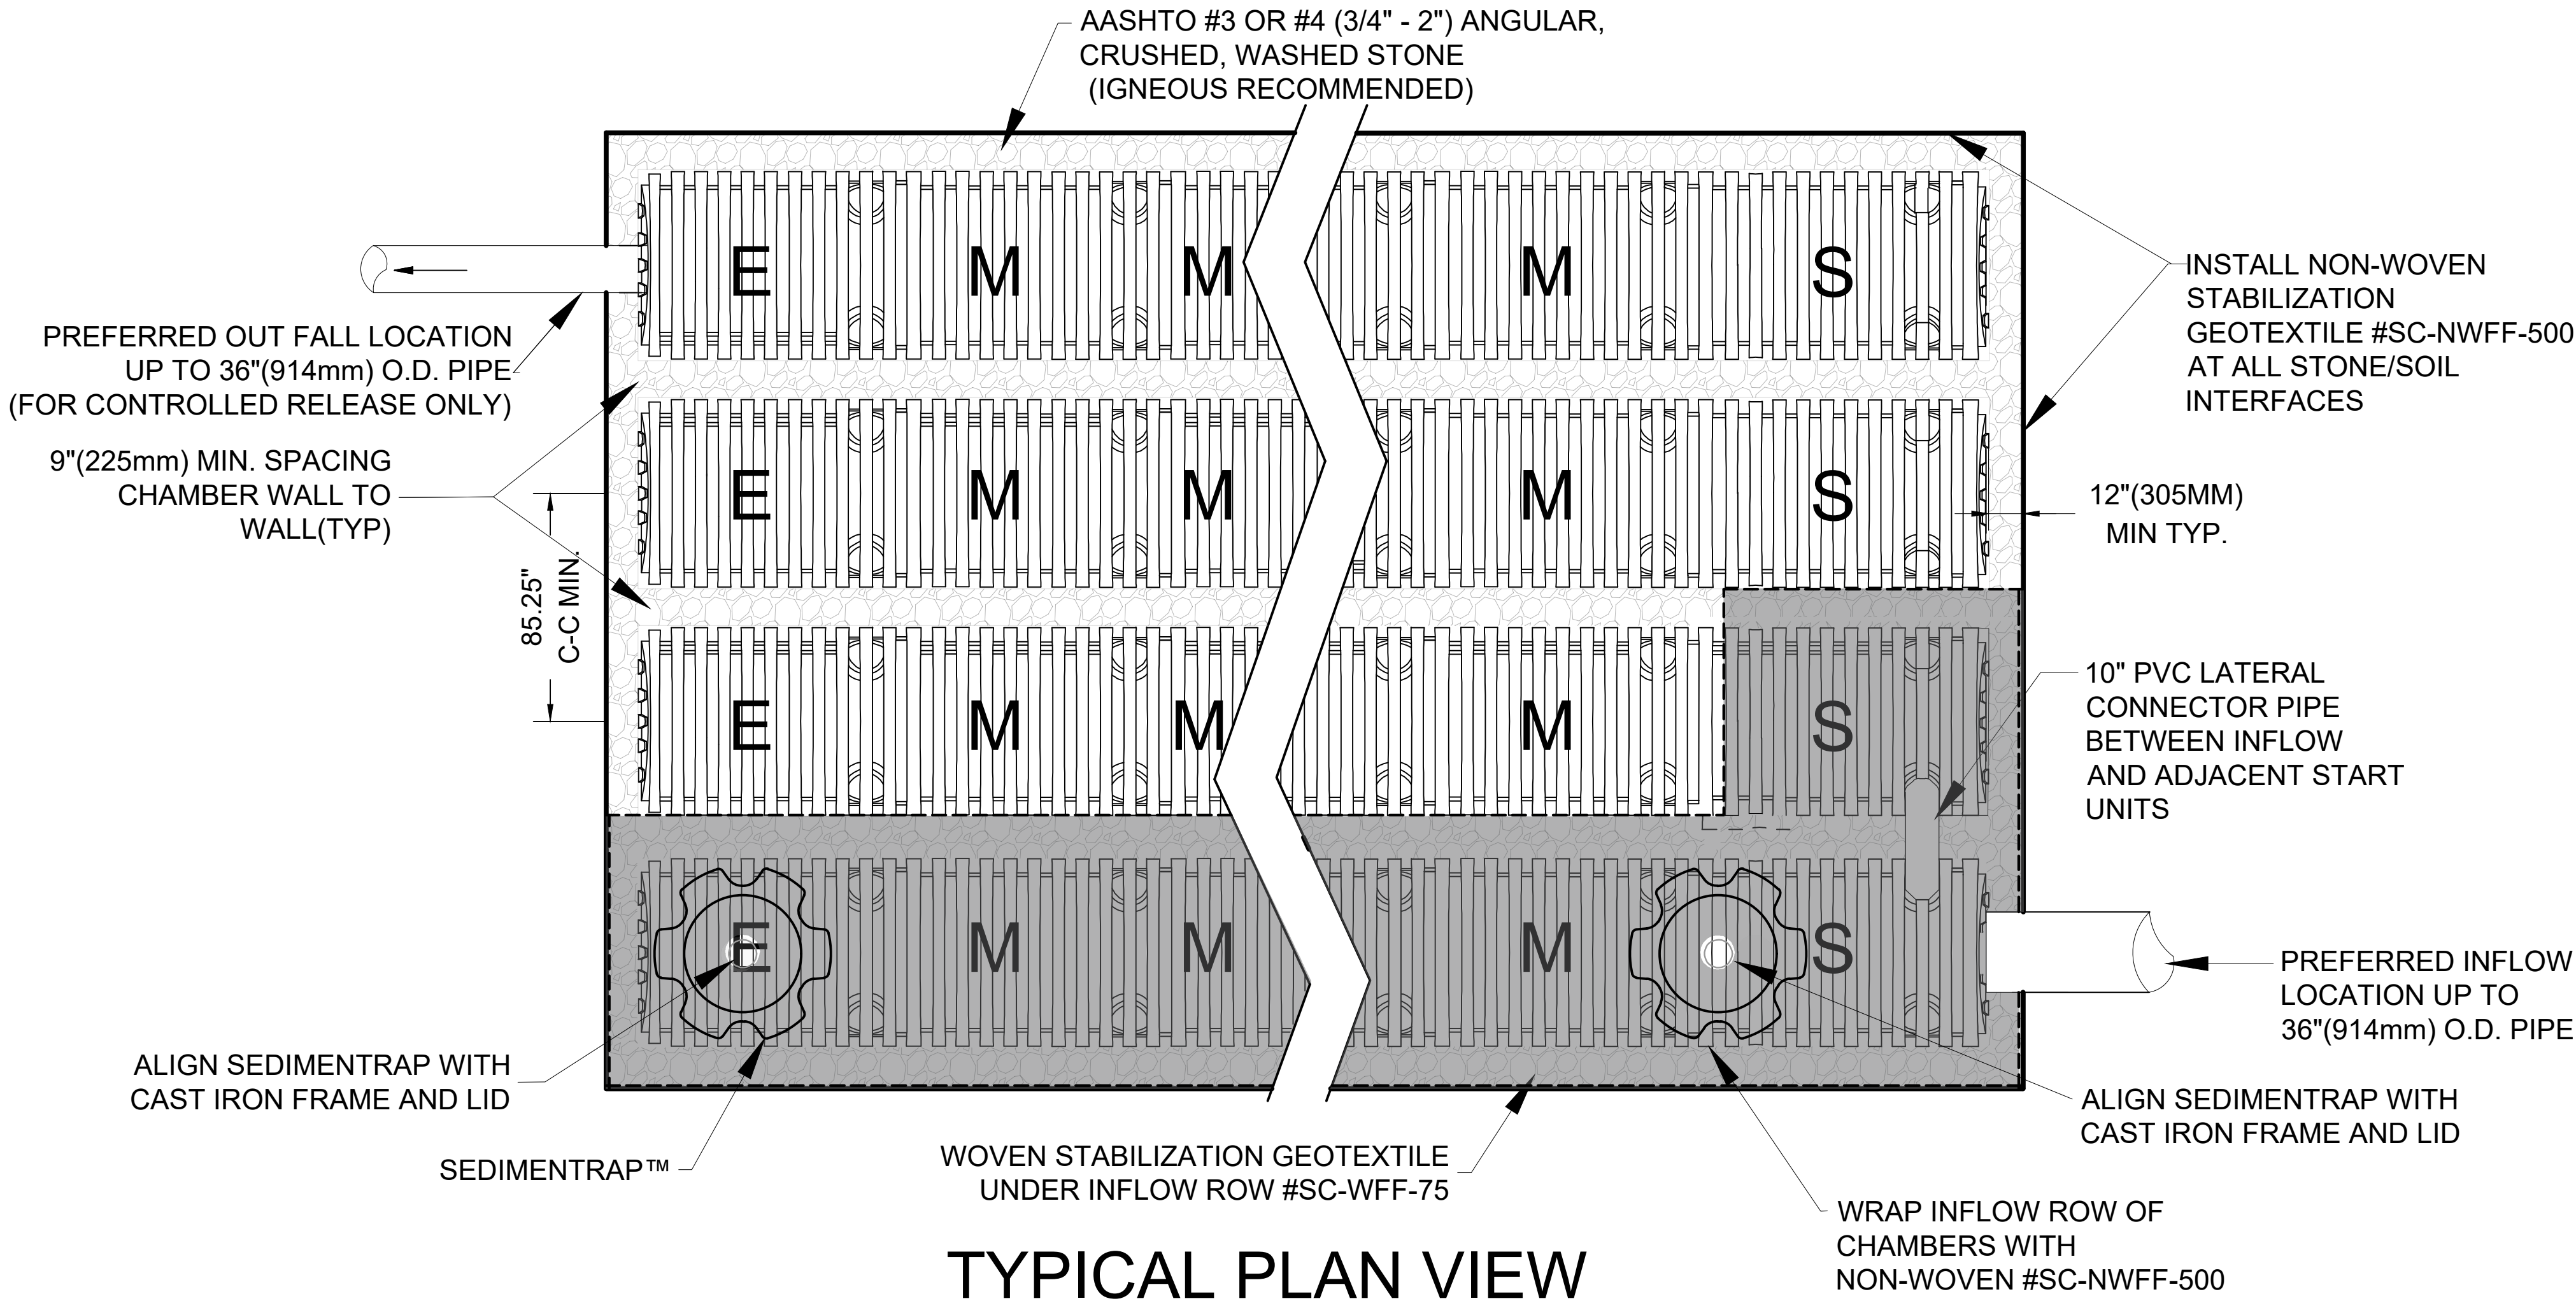 AASHTO #3 OR #4 (3/4" - 2") ANGULAR,
CRUSHED, WASHED STONE
(IGNEOUS RECOMMENDED)
E M M M S
INSTALL NON-WOVEN
STABILIZATION
GEOTEXTILE #SC-NWFF-500
AT ALL STONE/SOIL
INTERFACES
PREFERRED OUT FALL LOCATION
UP TO 36"(914mm) O.D. PIPE
(FOR CONTROLLED RELEASE ONLY)
9"(225mm) MIN. SPACING
CHAMBER WALL TO
WALL(TYP)
E M M M S
12"(305MM)
MIN TYP.
85.25"
C-C MIN.
E M M M S
10" PVC LATERAL
CONNECTOR PIPE
BETWEEN INFLOW
AND ADJACENT START
UNITS
E M M M S
PREFERRED INFLOW
LOCATION UP TO
36"(914mm) O.D. PIPE
ALIGN SEDIMENTRAP WITH
CAST IRON FRAME AND LID
SEDIMENTRAP™
WOVEN STABILIZATION GEOTEXTILE
UNDER INFLOW ROW #SC-WFF-75
ALIGN SEDIMENTRAP WITH
CAST IRON FRAME AND LID
WRAP INFLOW ROW OF
CHAMBERS WITH
NON-WOVEN #SC-NWFF-500
TYPICAL PLAN VIEW